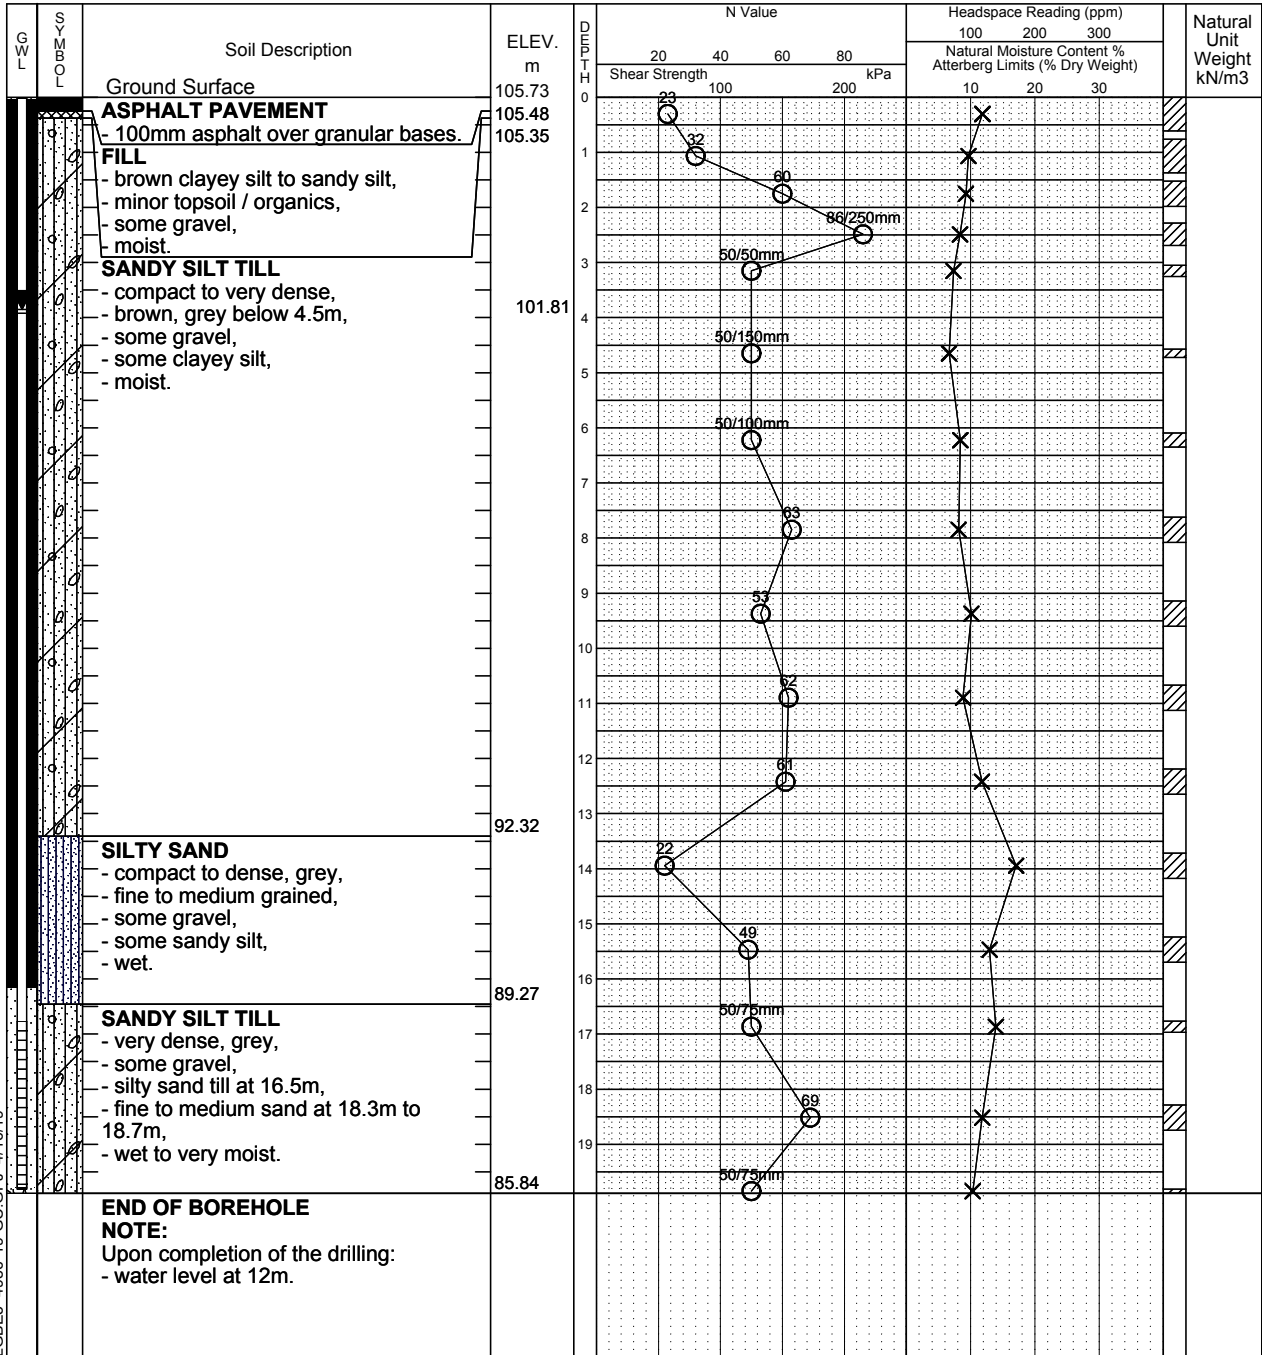 GWL
SYMBOL
Soil Description
Ground Surface
ELEV.
m
105.73
DEPTH
N Value
20 40 60 80
Shear Strength kPa
100 200
Headspace Reading (ppm)
100 200 300
Natural Moisture Content %
Atterberg Limits (% Dry Weight)
10 20 30
Natural
Unit
Weight
kN/m3
0
ASPHALT PAVEMENT
105.48
- 100mm asphalt over granular bases.
105.35
FILL
- brown clayey silt to sandy silt,
- minor topsoil / organics,
- some gravel,
- moist.
SANDY SILT TILL
- compact to very dense,
- brown, grey below 4.5m,
101.81
- some gravel,
- some clayey silt,
- moist.
92.32
SILTY SAND
- compact to dense, grey,
- fine to medium grained,
- some gravel,
- some sandy silt,
- wet.
89.27
SANDY SILT TILL
- very dense, grey,
- some gravel,
- silty sand till at 16.5m,
- fine to medium sand at 18.3m to
18.7m,
- wet to very moist.
85.84
END OF BOREHOLE
NOTE:
Upon completion of the drilling:
- water level at 12m.
1
2
3
4
5
6
7
8
9
10
11
12
13
14
15
16
17
18
19
23
32
60
86/250mm
50/50mm
50/150mm
50/100mm
63
53
62
61
22
49
50/75mm
69
50/75mm